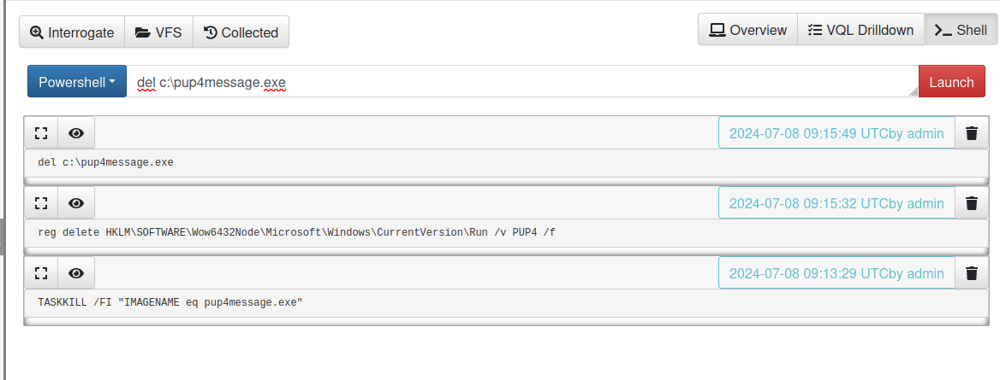 Interrogate VFS Collected Overview VQL Drilldown Shell
Powershell del c:\pup4message.exe Launch
2024-07-08 09:15:49 UTCby admin
del c:\pup4message.exe
2024-07-08 09:15:32 UTCby admin
reg delete HKLM\SOFTWARE\Wow6432Node\Microsoft\Windows\CurrentVersion\Run /v PUP4 /f
2024-07-08 09:13:29 UTCby admin
TASKKILL /FI "IMAGENAME eq pup4message.exe"